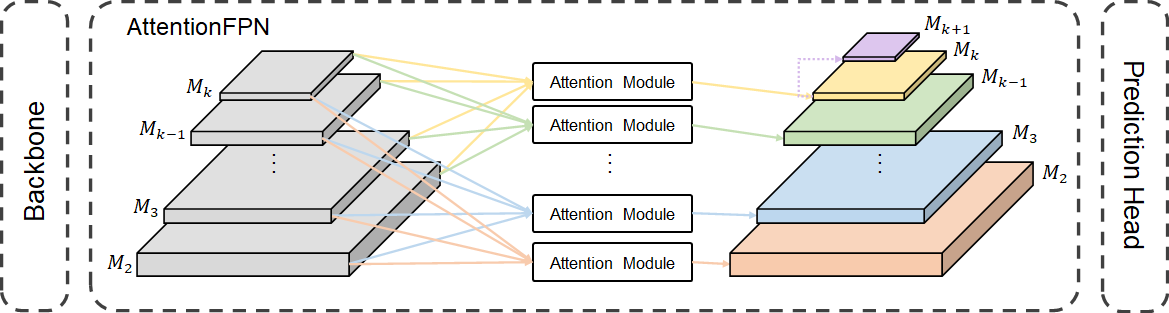 Backbone
AttentionFPN
M_k
M_{k-1}
⋮
M_3
M_2
Attention Module
Attention Module
⋮
Attention Module
Attention Module
M_{k+1}
M_k
M_{k-1}
M_3
⋮
M_2
Prediction Head